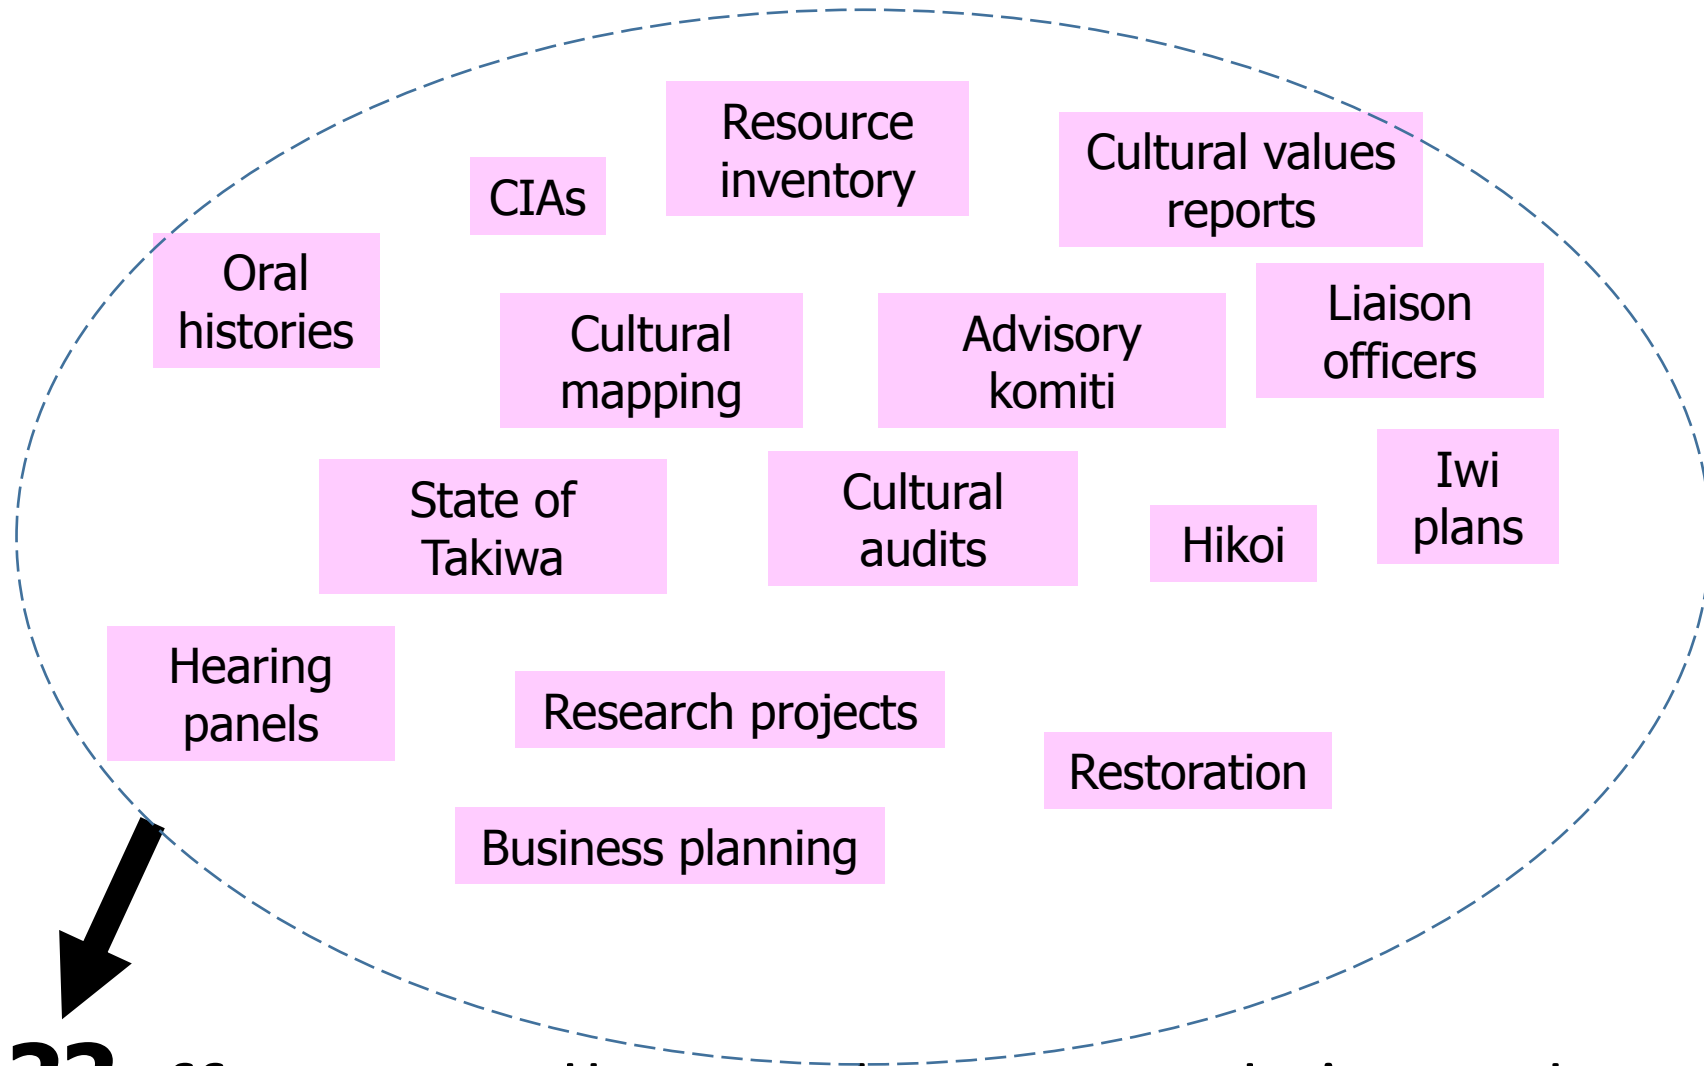 Resource
inventory
Cultural values
reports
CIAs
Oral
histories
Liaison
officers
Cultural
mapping
Advisory
komiti
Iwi
plans
State of
Takiwa
Cultural
audits
Hikoi
Hearing
panels
Research projects
Restoration
Business planning